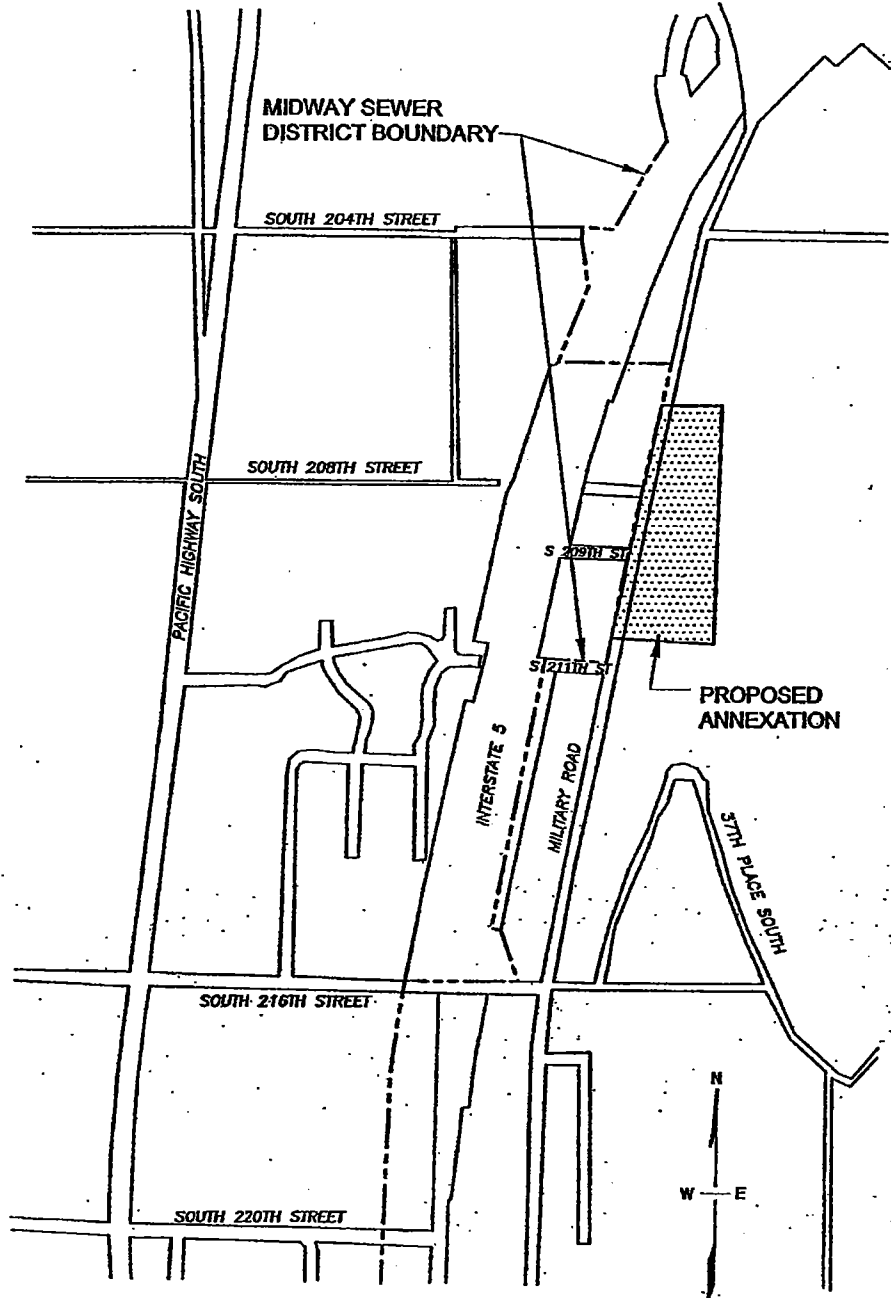 MIDWAY SEWER
DISTRICT BOUNDARY
SOUTH 204TH STREET
SOUTH 208TH STREET
PACIFIC HIGHWAY SOUTH
S 209TH ST
S 211TH ST
PROPOSED
ANNEXATION
INTERSTATE 5
MILITARY ROAD
37TH PLACE SOUTH
SOUTH 216TH STREET
N
W
E
SOUTH 220TH STREET